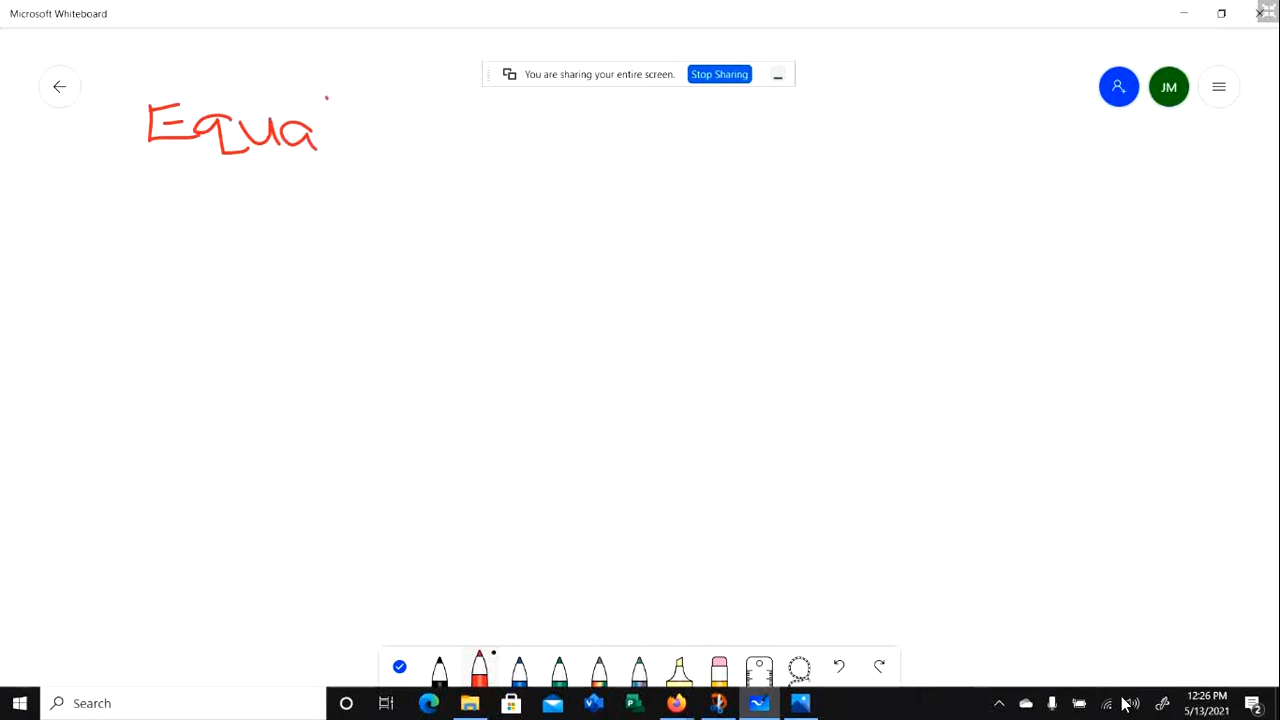 Microsoft Whiteboard
You are sharing your entire screen. Stop Sharing
JM
Equa
Search
12:26 PM
5/13/2021
2